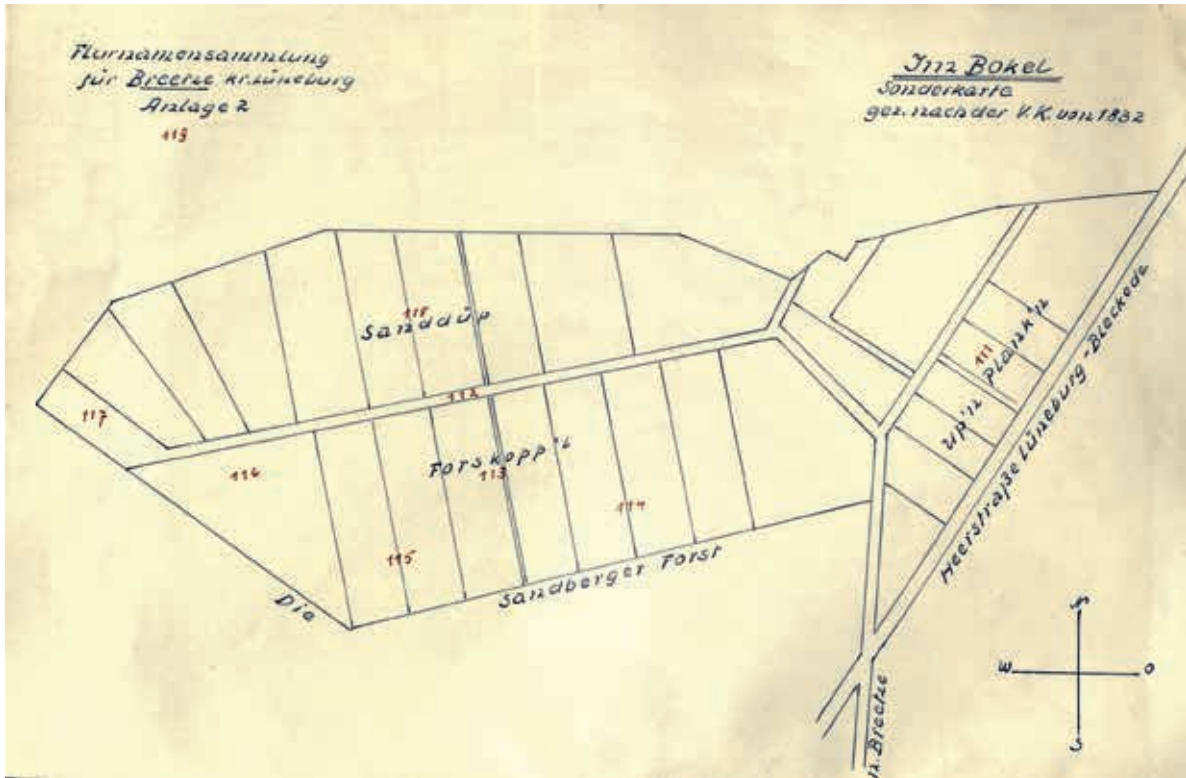 Flurnamensammlung
für Breetze Kr. Lüneburg
Anlage 2
119
Im Bokel
Sonderkarte
gez. nach der V.K. von 1832
118
Sanddüp
112
117
116
Forskopp'l
113
114
115
Die Sandberger Forst
111
up'n Plank'n
Heerstraße Lüneburg-Bleckede
n. Breetze
N
W
O
S